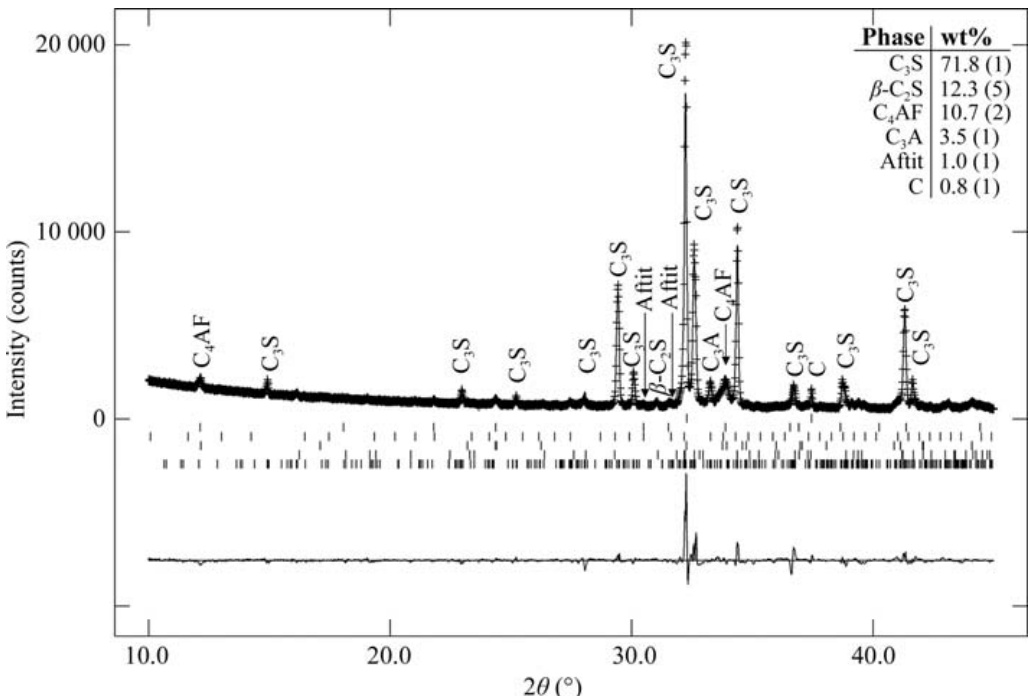 Phase wt%
C₃S 71.8 (1)
β-C₂S 12.3 (5)
C₄AF 10.7 (2)
C₃A 3.5 (1)
Aftit 1.0 (1)
C 0.8 (1)
20 000
10 000
0
Intensity (counts)
C₄AF
C₃S
C₃S
C₃S
C₃S
C₃S
C₃S
Aftit
β-C₂S
Aftit
C₃S
C₃S
C₃A
C₄AF
C₃S
C₃S
C
C₃S
C₃S
C₃S
10.0 20.0 30.0 40.0
2θ (°)